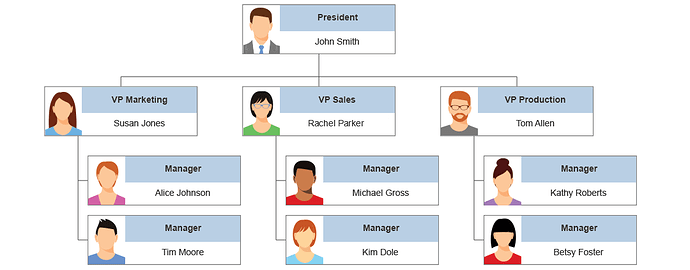 President
John Smith
VP Marketing
Susan Jones
VP Sales
Rachel Parker
VP Production
Tom Allen
Manager
Alice Johnson
Manager
Michael Gross
Manager
Kathy Roberts
Manager
Tim Moore
Manager
Kim Dole
Manager
Betsy Foster